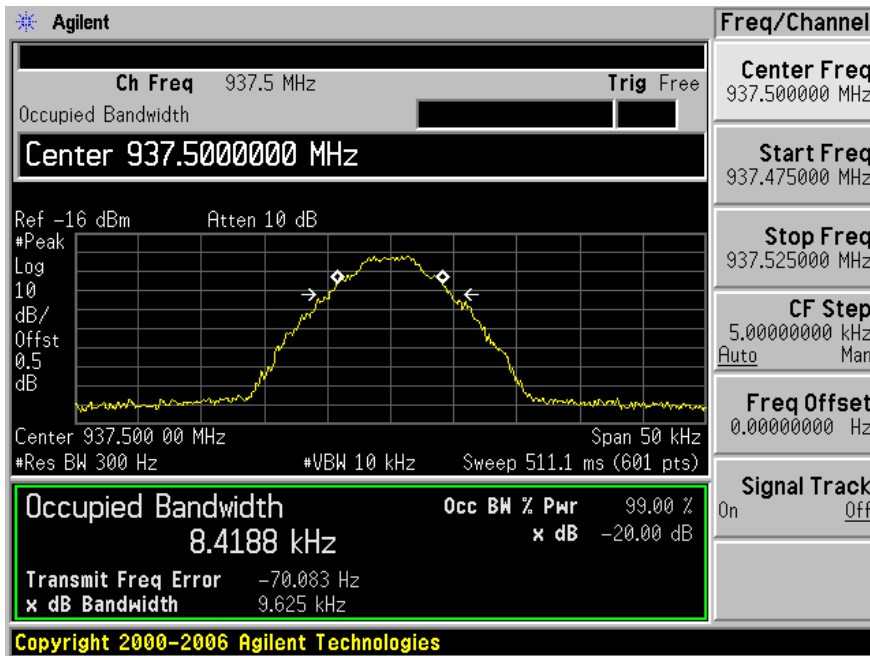 Agilent
Freq/Channel
Ch Freq 937.5 MHz Trig Free
Occupied Bandwidth
Center 937.5000000 MHz
Ref -16 dBm Atten 10 dB
#Peak
Log
10
dB/
Offst
0.5
dB
Center 937.500 00 MHz Span 50 kHz
#Res BW 300 Hz #VBW 10 kHz Sweep 511.1 ms (601 pts)
Occupied Bandwidth
8.4188 kHz
Occ BW % Pwr 99.00 %
x dB -20.00 dB
Transmit Freq Error -70.083 Hz
x dB Bandwidth 9.625 kHz
Copyright 2000-2006 Agilent Technologies
Center Freq
937.500000 MHz
Start Freq
937.475000 MHz
Stop Freq
937.525000 MHz
CF Step
5.00000000 kHz
Auto Man
Freq Offset
0.00000000 Hz
Signal Track
On Off